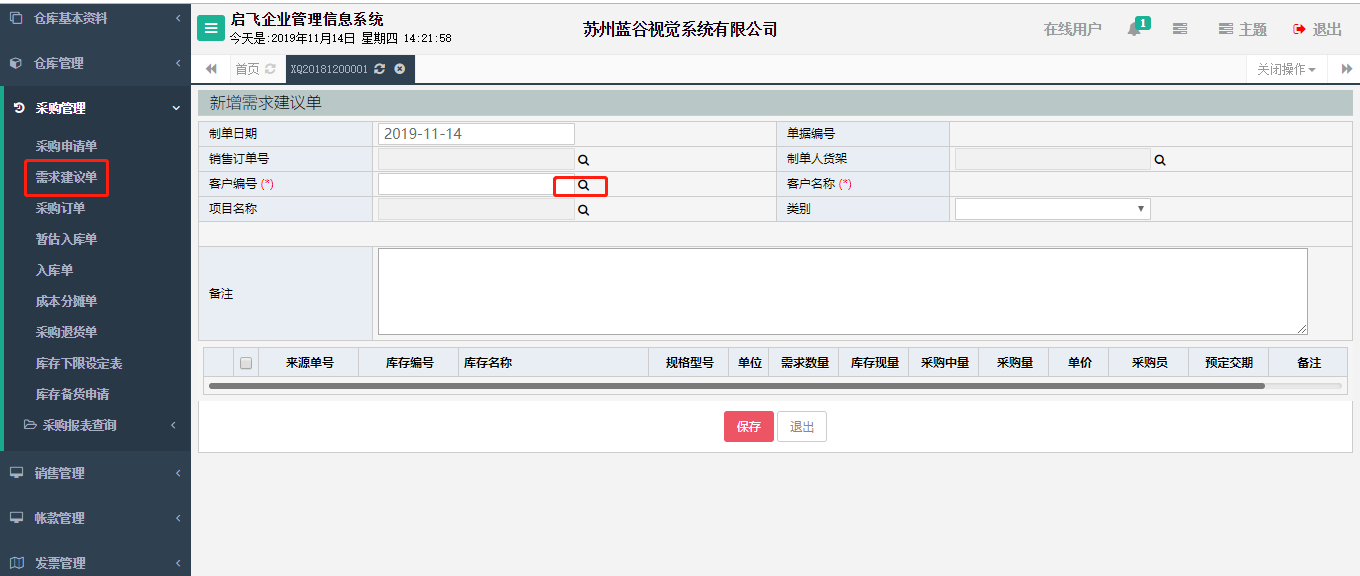 启飞企业管理信息系统
今天是:2019年11月14日 星期四 14:21:58
苏州蓝谷视觉系统有限公司
在线用户
1
主题
退出
首页
XQ20181200001
关闭操作
仓库基本资料
仓库管理
采购管理
采购申请单
需求建议单
采购订单
暂估入库单
入库单
成本分摊单
采购退货单
库存下限设定表
库存备货申请
采购报表查询
销售管理
帐款管理
发票管理
新增需求建议单
制单日期 2019-11-14 单据编号
销售订单号 制单人货架
客户编号 (*) 客户名称 (*)
项目名称 类别
备注
来源单号 库存编号 库存名称 规格型号 单位 需求数量 库存现量 采购中量 采购量 单价 采购员 预定交期 备注
保存 退出